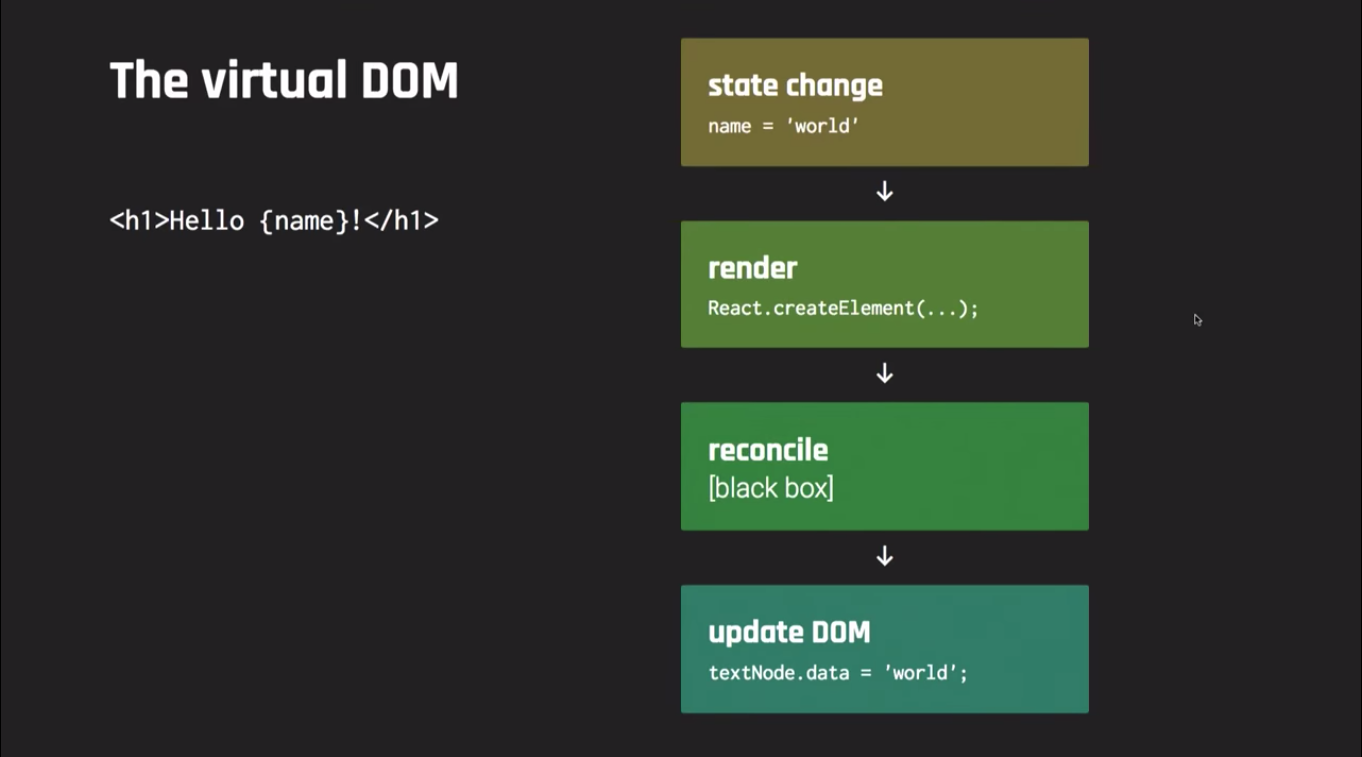 The virtual DOM
<h1>Hello {name}!</h1>
state change
name = 'world'
↓
render
React.createElement(...);
↓
reconcile
[black box]
↓
update DOM
textNode.data = 'world';